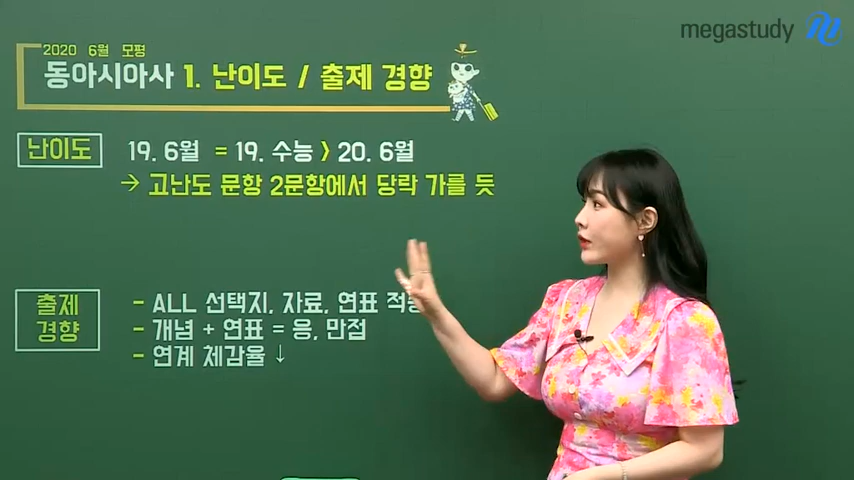 megastudy
2020 6월 모평
동아시아사 1. 난이도 / 출제 경향
난이도 19. 6월 = 19. 수능 > 20. 6월
→ 고난도 문항 2문항에서 당락 가를 듯
출제 경향
- ALL 선택지, 자료, 연표
- 개념 + 연표 = 응, 만점
- 연계 체감율 ↓